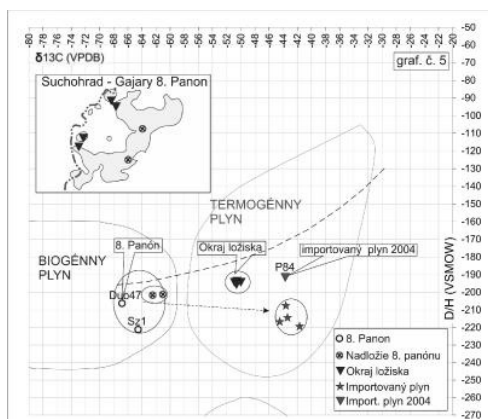 -80 -78 -76 -74 -72 -70 -68 -66 -64 -62 -60 -58 -56 -54 -52 -50 -48 -46 -44 -42 -40 -38 -36 -34 -32 -30 -28 -26 -24 -22 -20
δ13C (VPDB)
graf. č. 5
Suchohrad - Gajary 8. Panon
TERMOGÉNNY
PLYN
BIOGÉNNY
PLYN
8. Panón
Okraj ložiska
importovaný plyn 2004
P84
Dub47
Sz1
8. Panon
Nadložie 8. panónu
Okraj ložiska
Importovaný plyn
Import. plyn 2004
-50
-60
-70
-80
-90
-100
-110
-120
-130
-140
-150
-160
-170
-180
-190
-200
-210
-220
-230
-240
-250
-260
-270
D/H (VSMOW)